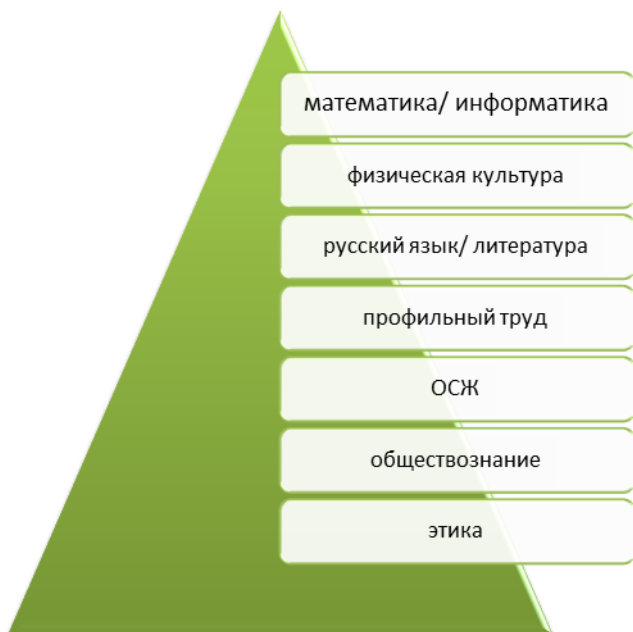 математика/ информатика
физическая культура
русский язык/ литература
профильный труд
ОСЖ
обществознание
этика